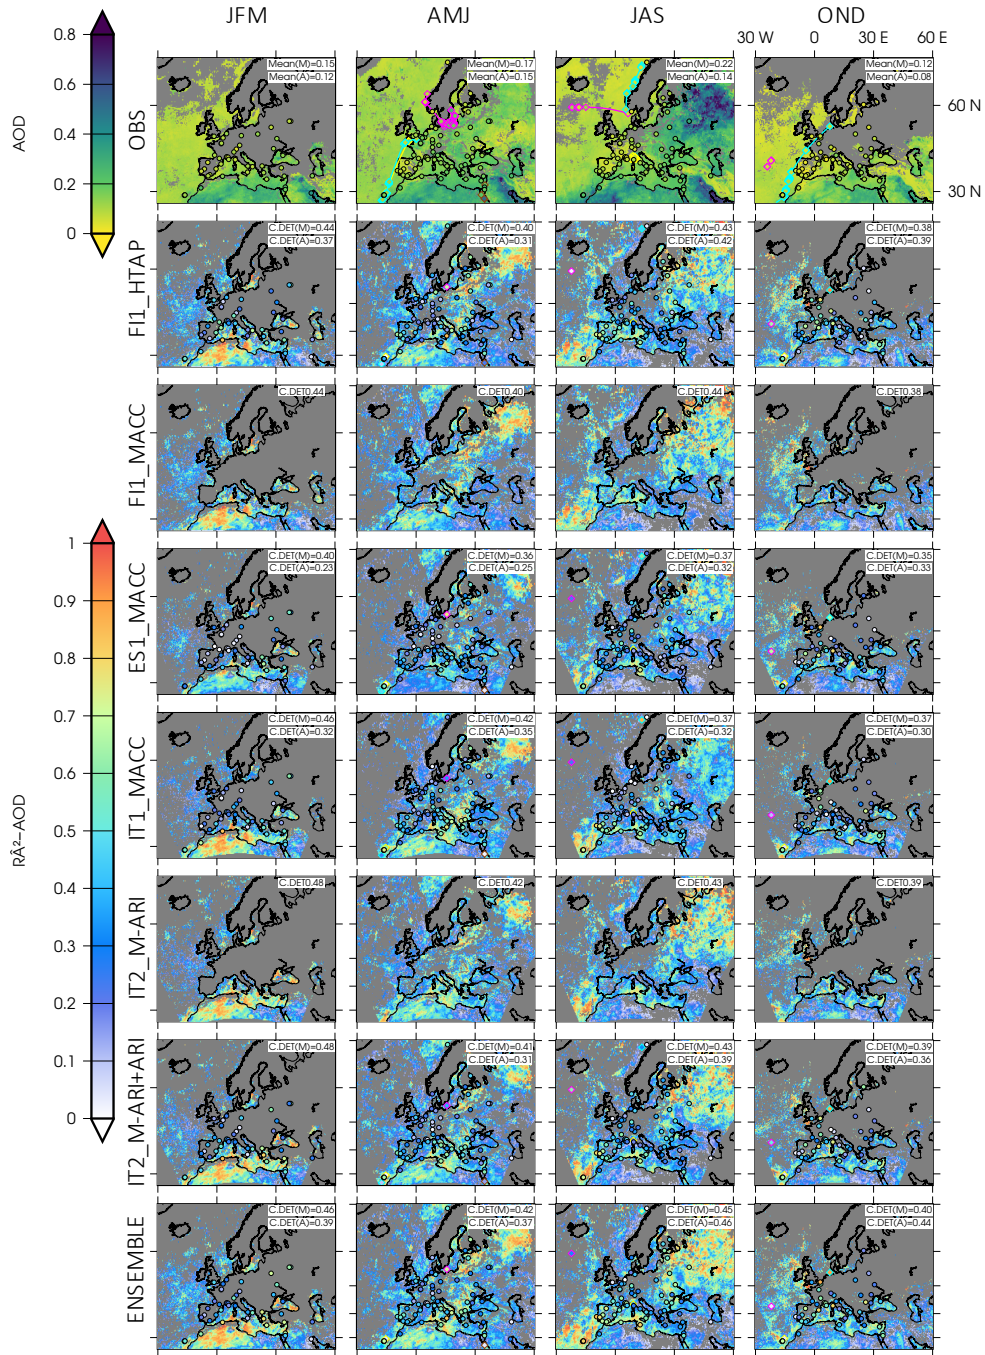 JFM AMJ JAS OND
30 W 0 30 E 60 E
AOD
0.8
0.6
0.4
0.2
0
OBS
Mean(M)=0.15
Mean(A)=0.12
Mean(M)=0.17
Mean(A)=0.15
Mean(M)=0.22
Mean(A)=0.14
Mean(M)=0.12
Mean(A)=0.08
60 N
30 N
FI1_HTAP
C.DET(M)=0.44
C.DET(A)=0.37
C.DET(M)=0.40
C.DET(A)=0.31
C.DET(M)=0.43
C.DET(A)=0.42
C.DET(M)=0.38
C.DET(A)=0.39
FI1_MACC
C.DET0.44
C.DET0.40
C.DET0.44
C.DET0.38
RÂ²−AOD
1
0.9
0.8
0.7
0.6
0.5
0.4
0.3
0.2
0.1
0
ES1_MACC
C.DET(M)=0.40
C.DET(A)=0.23
C.DET(M)=0.36
C.DET(A)=0.25
C.DET(M)=0.37
C.DET(A)=0.32
C.DET(M)=0.35
C.DET(A)=0.33
IT1_MACC
C.DET(M)=0.46
C.DET(A)=0.32
C.DET(M)=0.42
C.DET(A)=0.35
C.DET(M)=0.37
C.DET(A)=0.32
C.DET(M)=0.37
C.DET(A)=0.30
IT2_M-ARI
C.DET0.48
C.DET0.42
C.DET0.43
C.DET0.39
IT2_M-ARI+ARI
C.DET(M)=0.48
C.DET(M)=0.41
C.DET(A)=0.31
C.DET(M)=0.43
C.DET(A)=0.39
C.DET(M)=0.39
C.DET(A)=0.36
ENSEMBLE
C.DET(M)=0.46
C.DET(A)=0.39
C.DET(M)=0.42
C.DET(A)=0.37
C.DET(M)=0.45
C.DET(A)=0.46
C.DET(M)=0.40
C.DET(A)=0.44